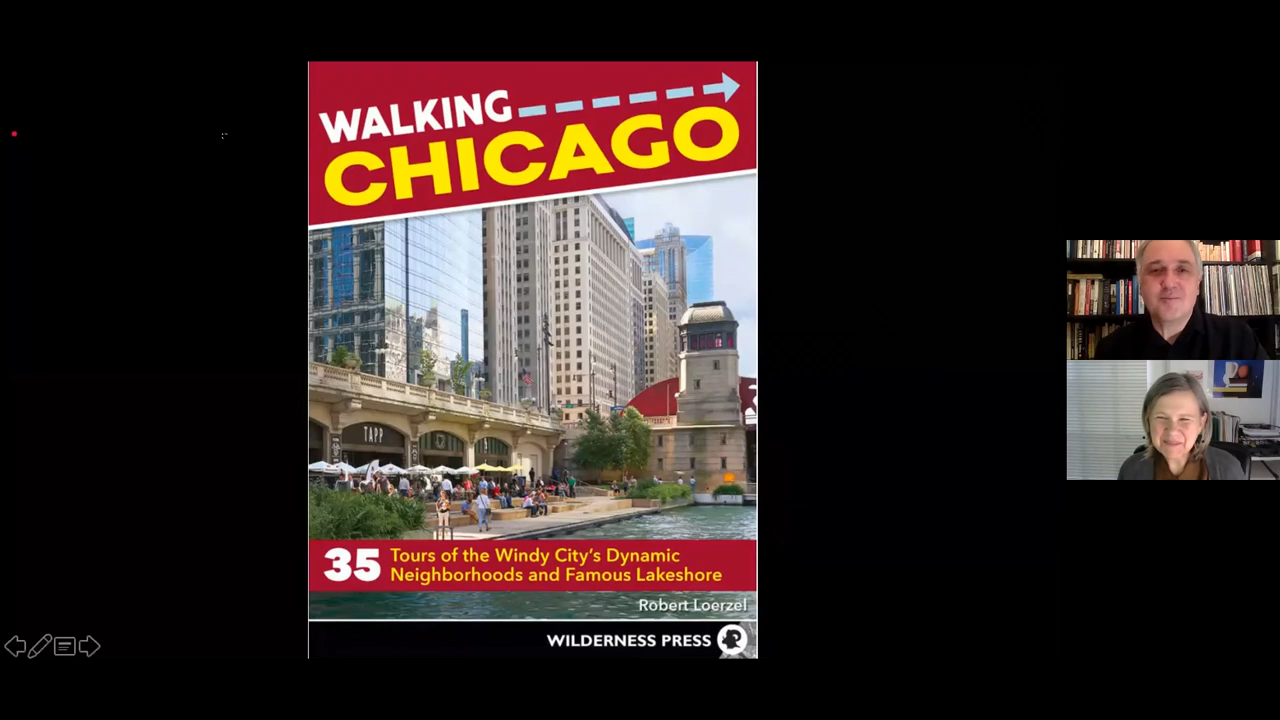 WALKING
CHICAGO
TAPP
35 Tours of the Windy City's Dynamic
Neighborhoods and Famous Lakeshore
Robert Loerzel
WILDERNESS PRESS